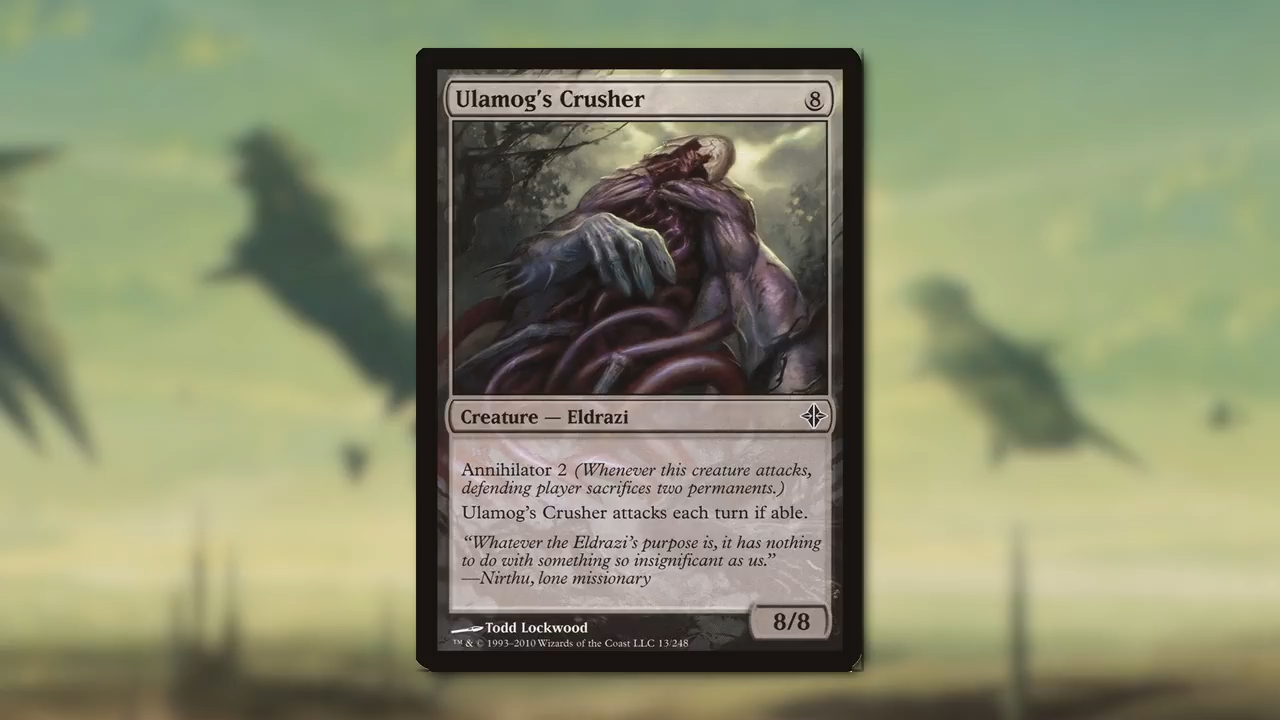 Ulamog's Crusher 8
Creature — Eldrazi
Annihilator 2 (Whenever this creature attacks,
defending player sacrifices two permanents.)
Ulamog's Crusher attacks each turn if able.
“Whatever the Eldrazi's purpose is, it has nothing
to do with something so insignificant as us.”
—Nirthu, lone missionary
8/8
Todd Lockwood
™ & © 1993–2010 Wizards of the Coast LLC 13/248